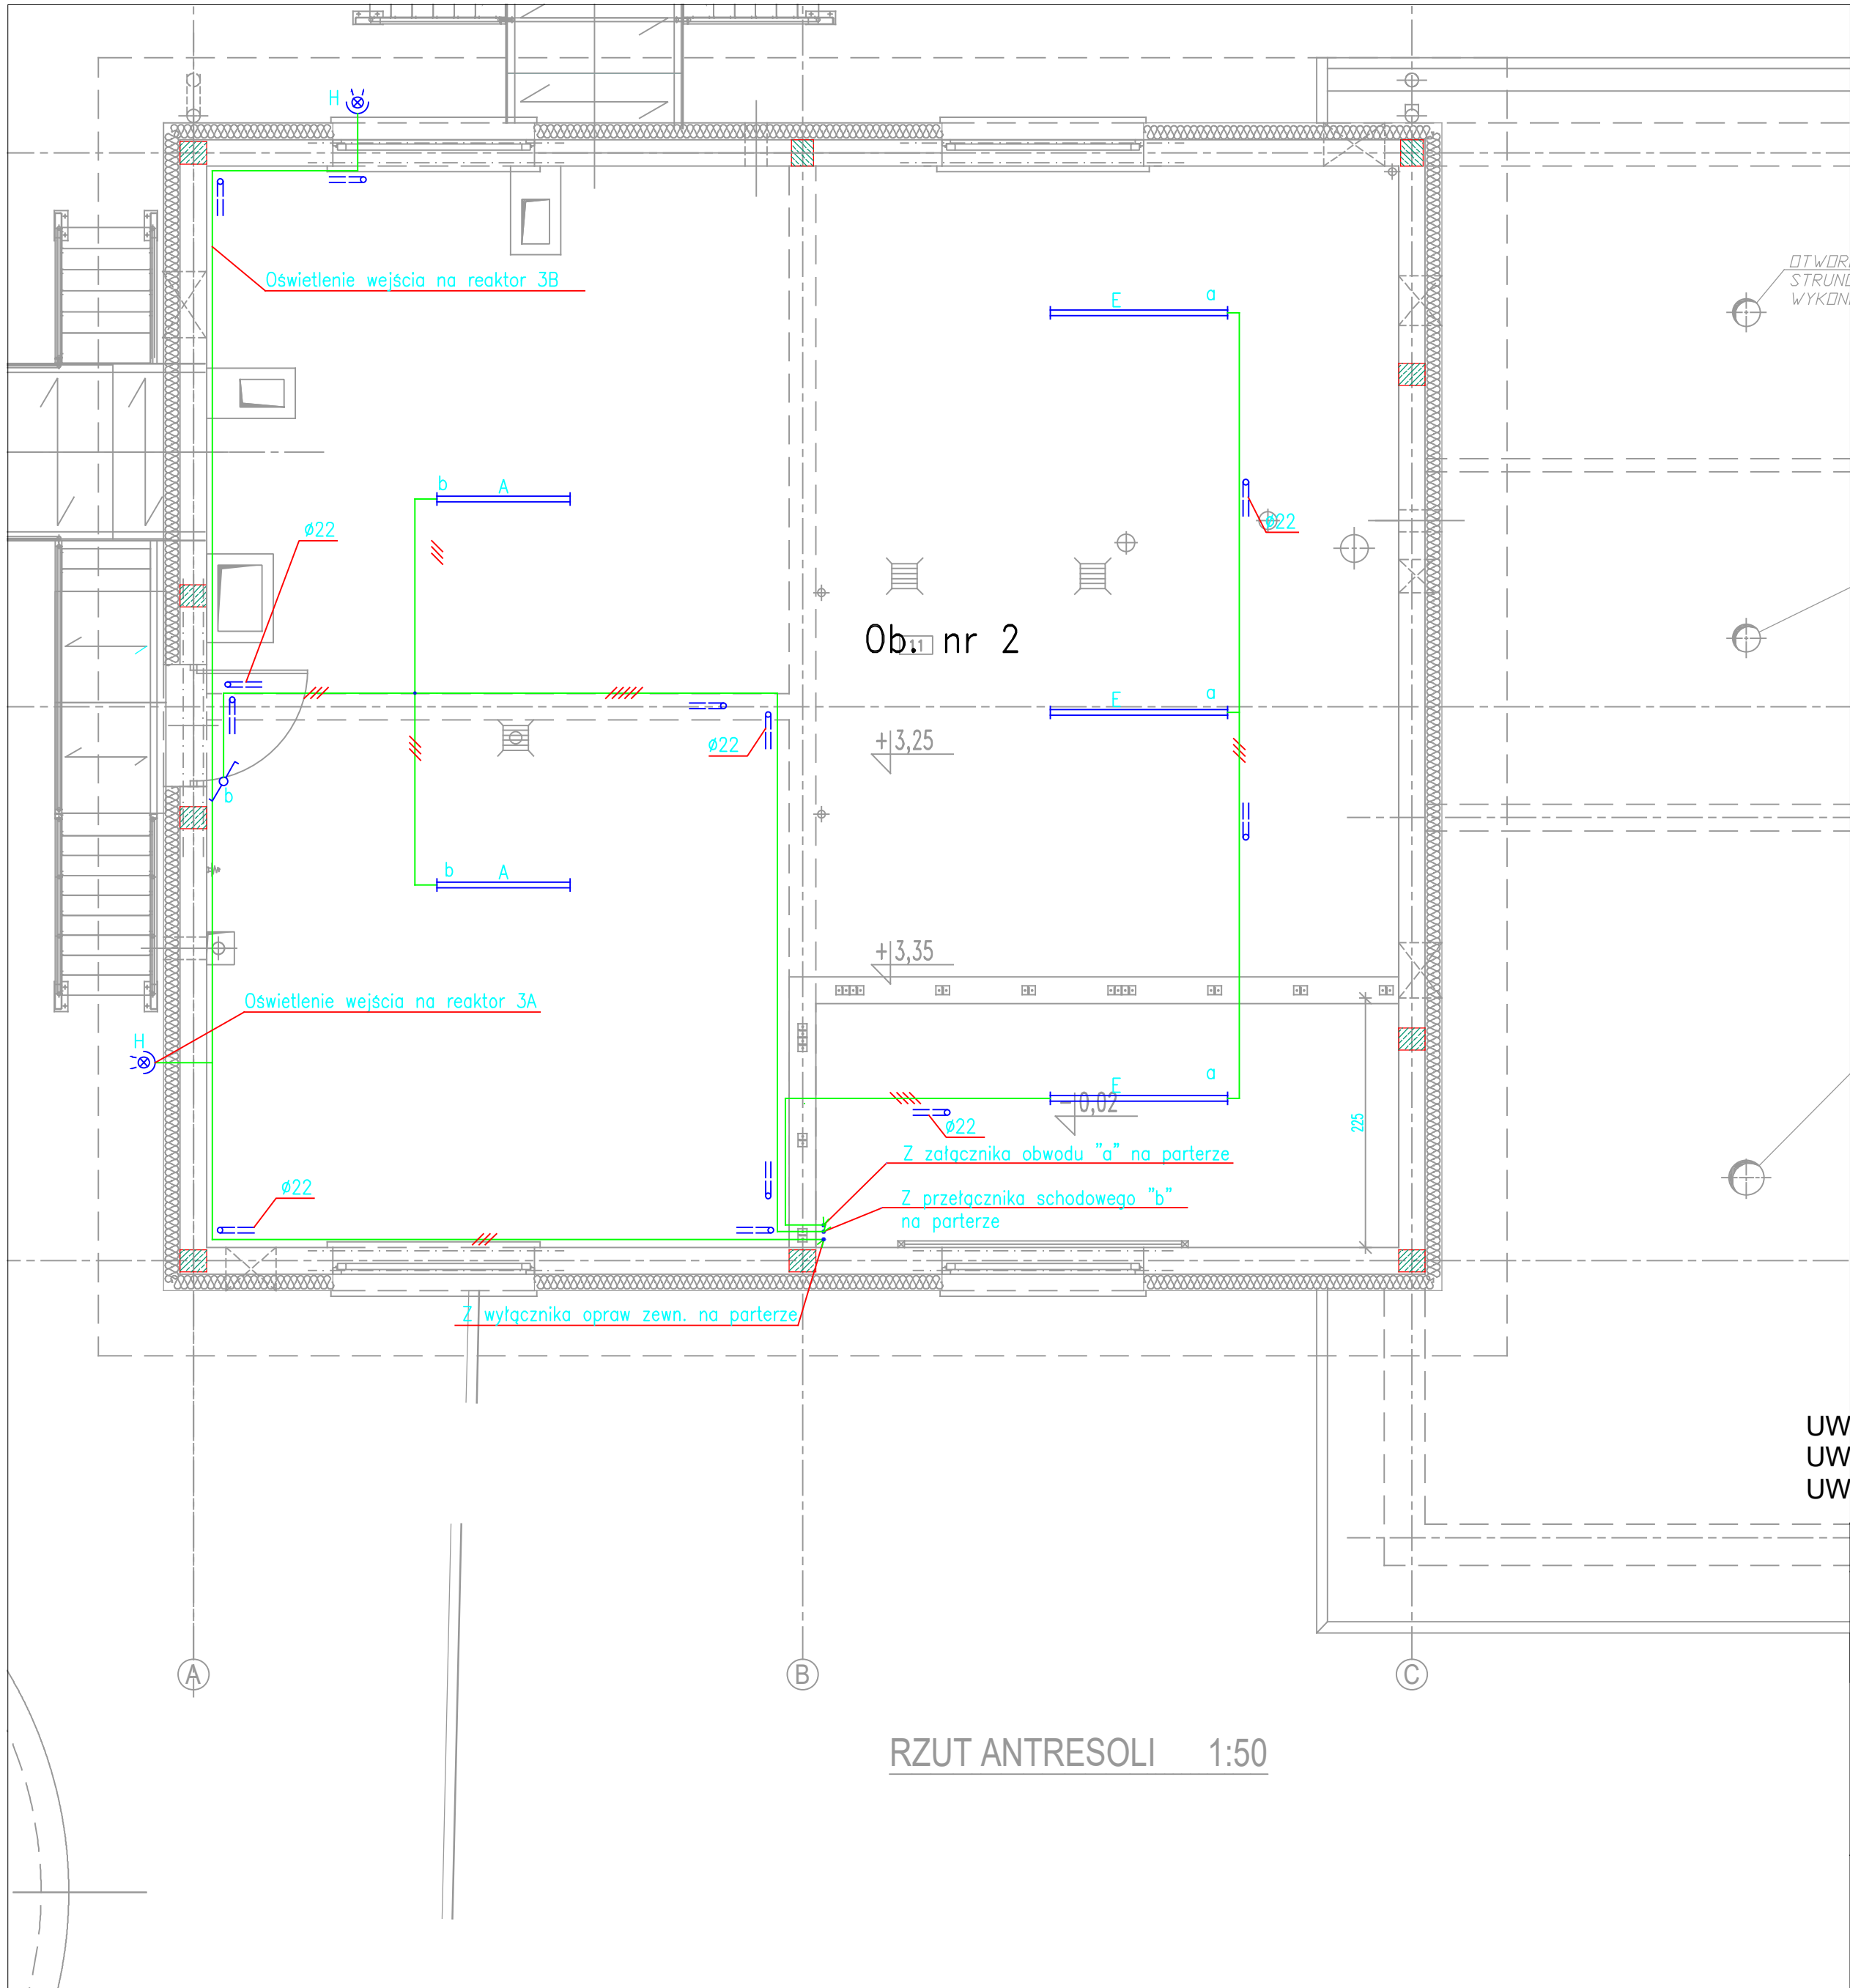 H
Oświetlenie wejścia na reaktor 3B
E
a
b
A
ø22
ø22
Ob. nr 2
11
E
a
+3,25
ø22
b
b
A
+3,35
Oświetlenie wejścia na reaktor 3A
H
E
a
-0,02
225
ø22
Z załącznika obwodu "a" na parterze
Z przełącznika schodowego "b"
na parterze
ø22
Z wyłącznika opraw zewn. na parterze
UW
UW
UW
A
B
C
RZUT ANTRESOLI 1:50